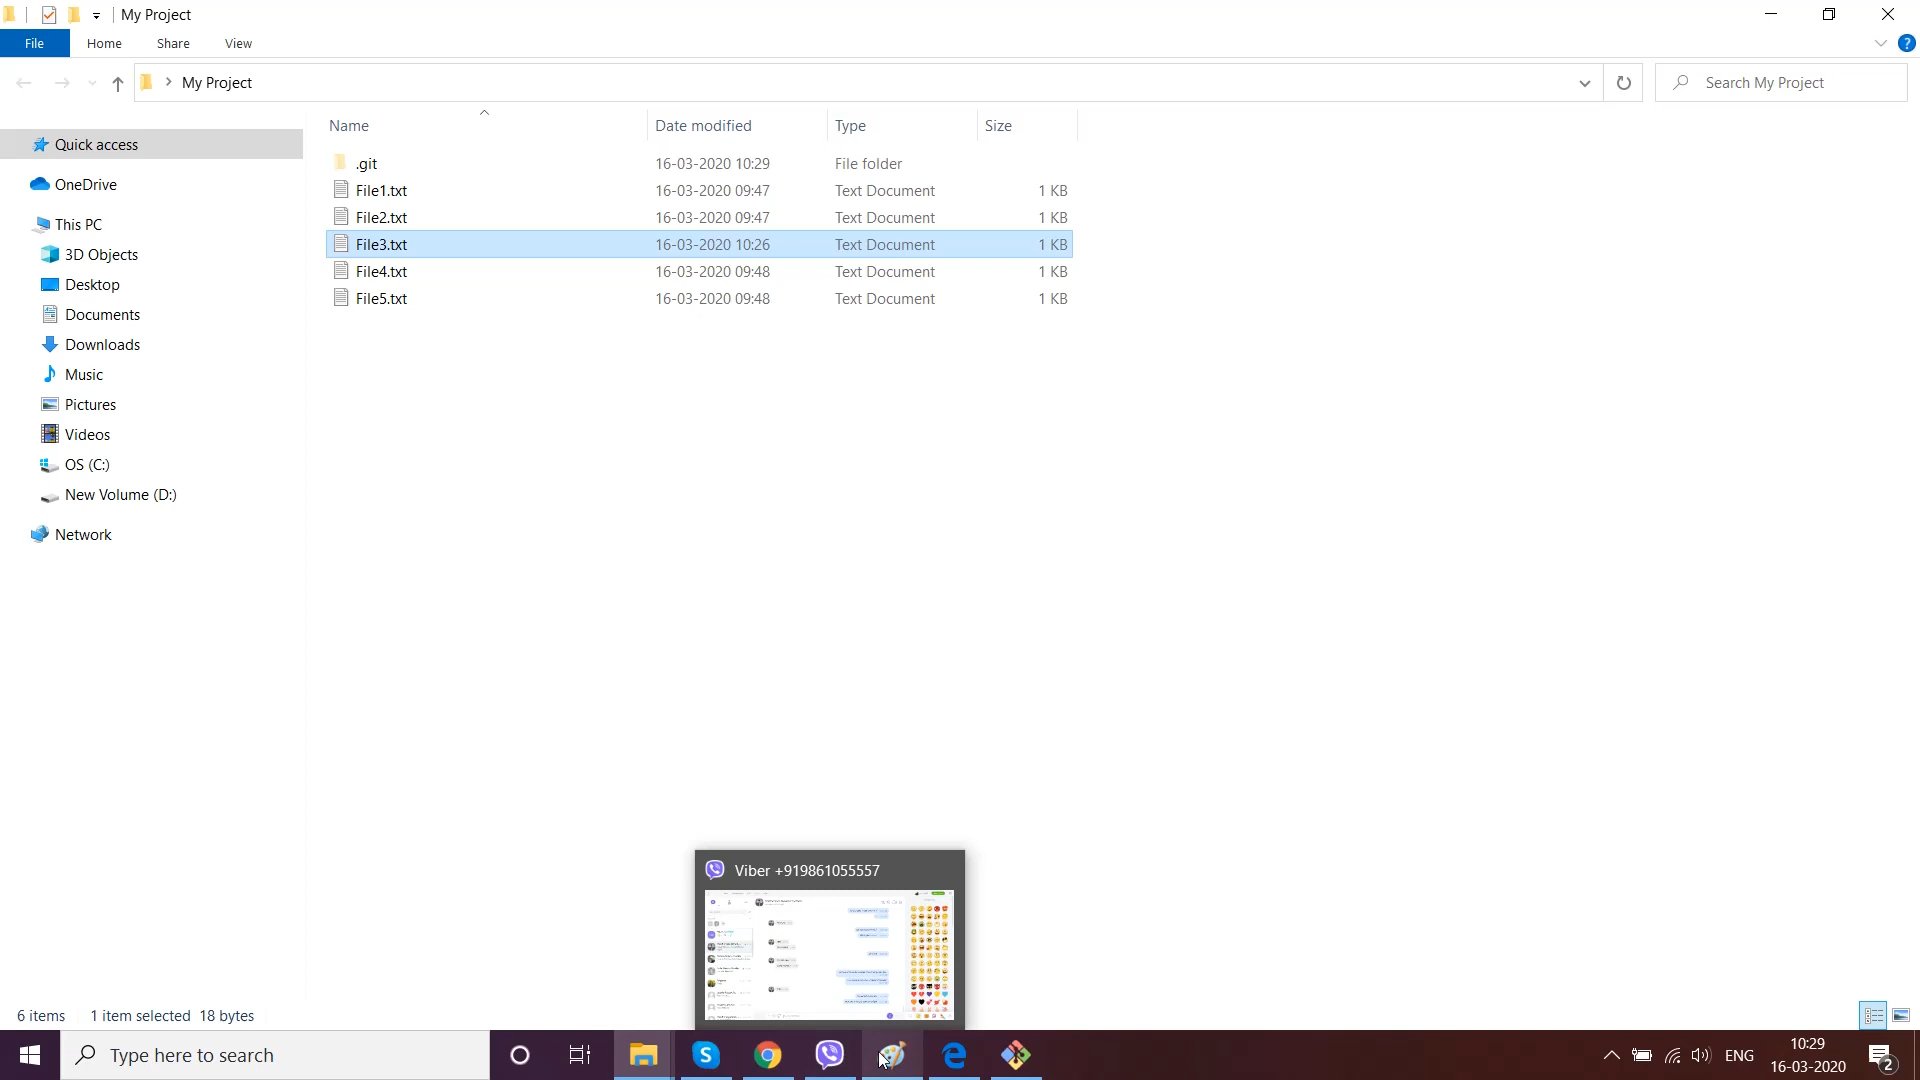 My Project
File Home Share View
My Project
Search My Project
Name Date modified Type Size
.git 16-03-2020 10:29 File folder
File1.txt 16-03-2020 09:47 Text Document 1 KB
File2.txt 16-03-2020 09:47 Text Document 1 KB
File3.txt 16-03-2020 10:26 Text Document 1 KB
File4.txt 16-03-2020 09:48 Text Document 1 KB
File5.txt 16-03-2020 09:48 Text Document 1 KB
Quick access
OneDrive
This PC
3D Objects
Desktop
Documents
Downloads
Music
Pictures
Videos
OS (C:)
New Volume (D:)
Network
Viber +919861055557
6 items 1 item selected 18 bytes
Type here to search
ENG
10:29
16-03-2020
2